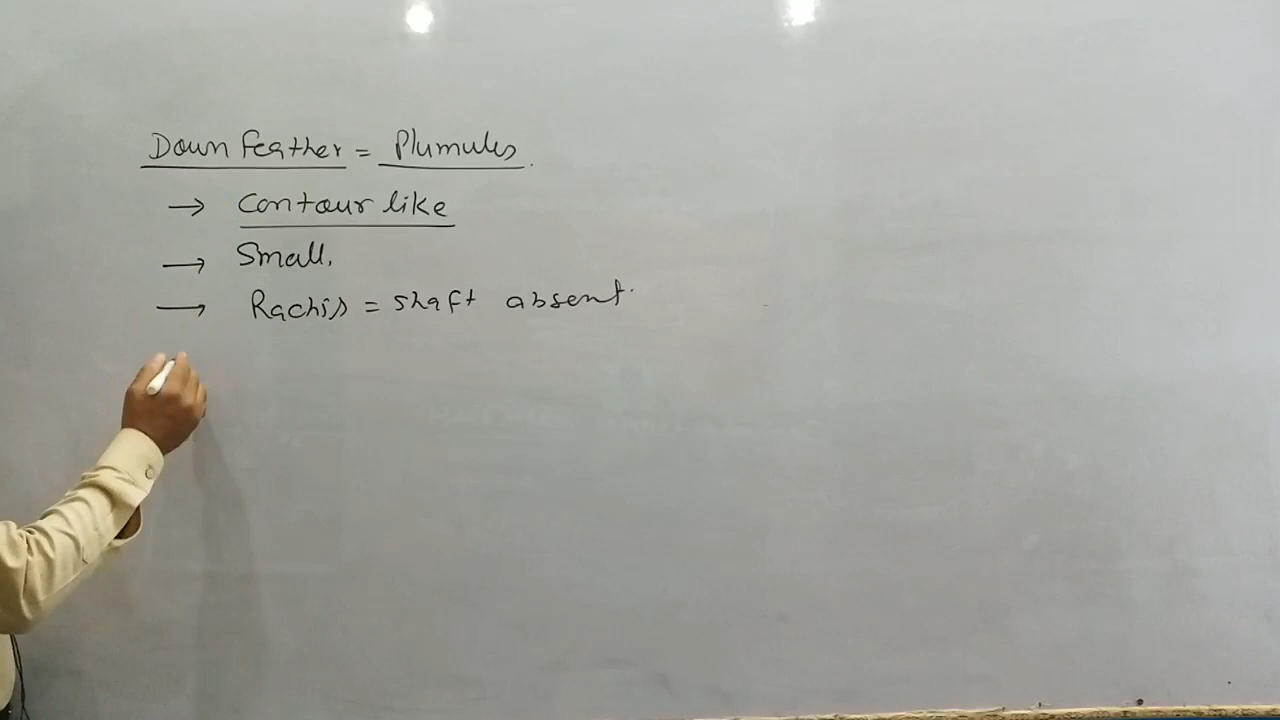 Down feather = Plumules.
→ Contour like
→ Small,
→ Rachis = shaft absent.